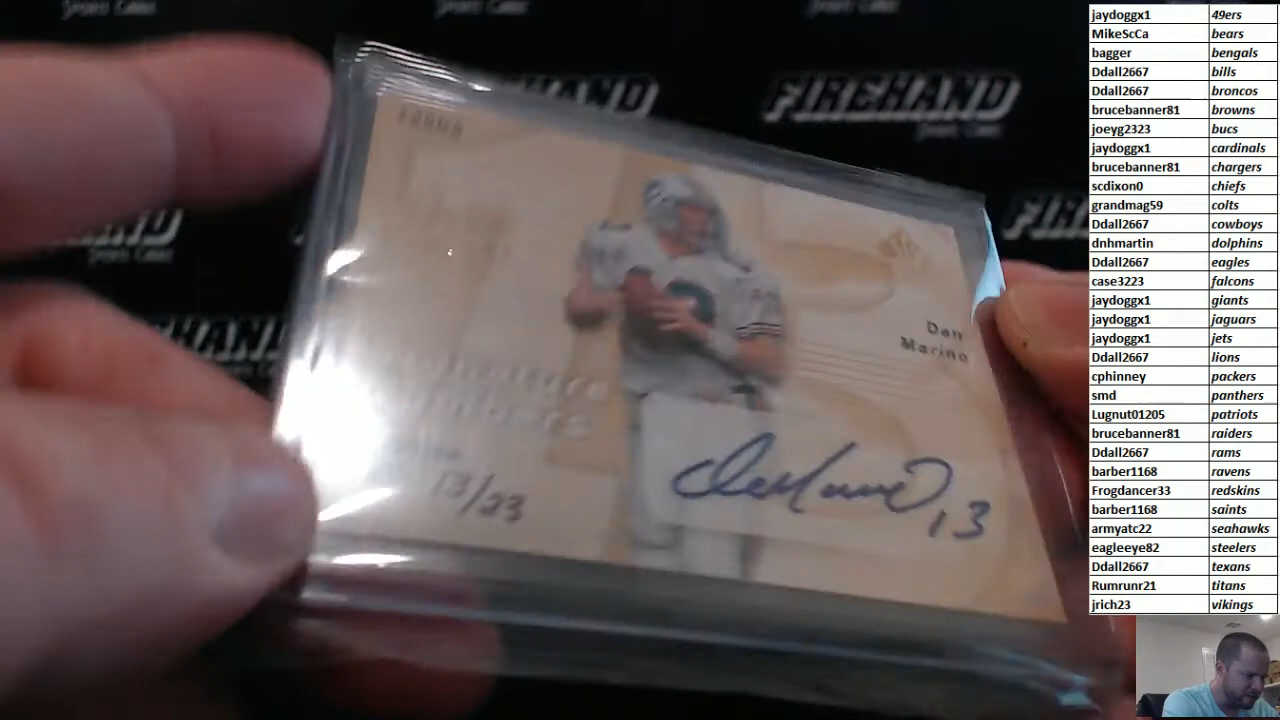 FIREHAND
SPORTS CARDS
FIREHAND
SPORTS CARDS
Dan
Marino
13/23
Dan Marino 13
jaydoggx1 49ers
MikeScCa bears
bagger bengals
Ddall2667 bills
Ddall2667 broncos
brucebanner81 browns
joeyg2323 bucs
jaydoggx1 cardinals
brucebanner81 chargers
scdixon0 chiefs
grandmag59 colts
Ddall2667 cowboys
dnhmartin dolphins
Ddall2667 eagles
case3223 falcons
jaydoggx1 giants
jaydoggx1 jaguars
jaydoggx1 jets
Ddall2667 lions
cphinney packers
smd panthers
Lugnut01205 patriots
brucebanner81 raiders
Ddall2667 rams
barber1168 ravens
Frogdancer33 redskins
barber1168 saints
armyatc22 seahawks
eagleeye82 steelers
Ddall2667 texans
Rumrunr21 titans
jrich23 vikings